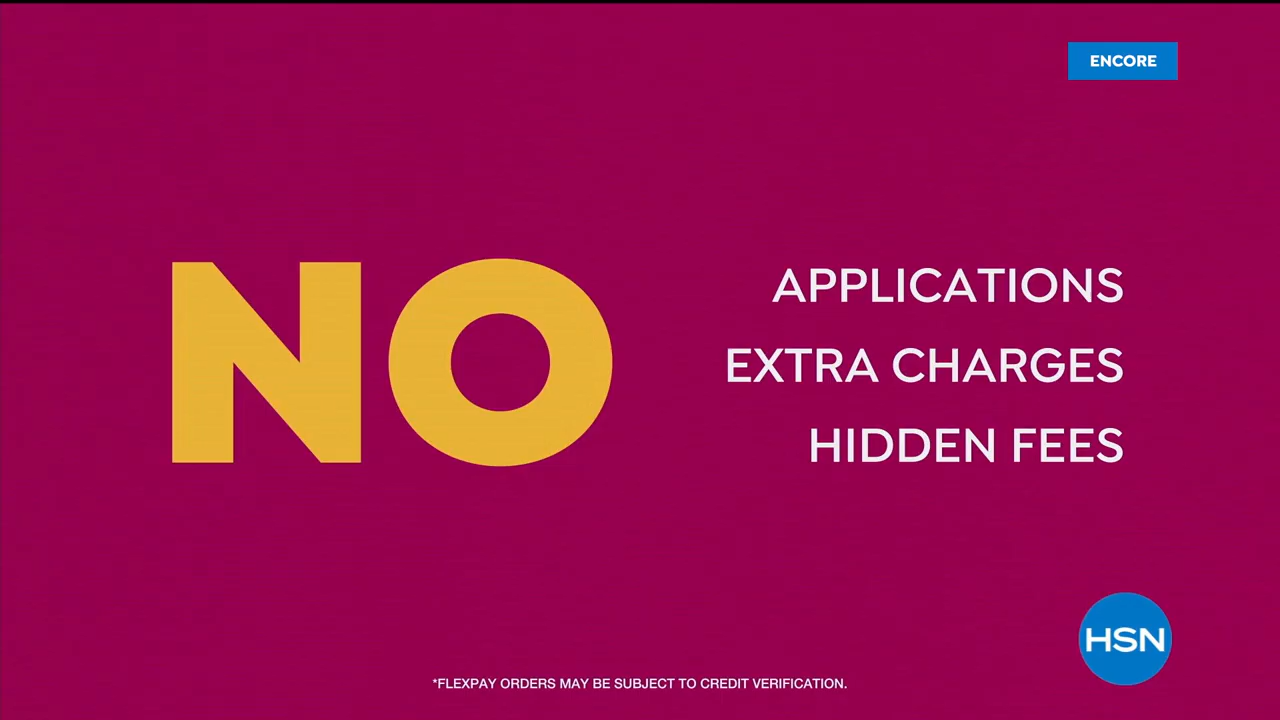 ENCORE
NO
APPLICATIONS
EXTRA CHARGES
HIDDEN FEES
HSN
*FLEXPAY ORDERS MAY BE SUBJECT TO CREDIT VERIFICATION.